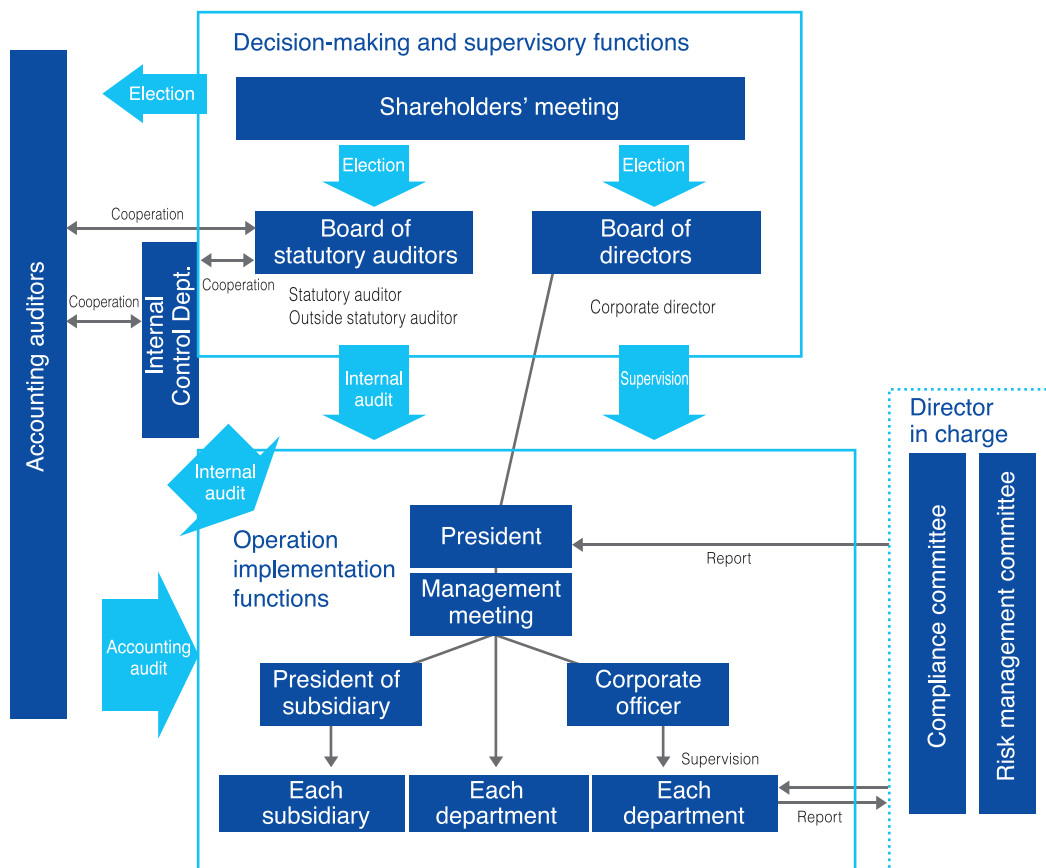 Decision-making and supervisory functions
Shareholders' meeting
Election
Election
Election
Cooperation
Board of
statutory auditors
Board of
directors
Cooperation
Cooperation
Statutory auditor
Outside statutory auditor
Corporate director
Accounting auditors
Internal
Control Dept.
Internal
audit
Supervision
Director
in charge
Compliance committee
Risk management committee
Internal
audit
Operation
implementation
functions
President
Report
Management
meeting
Accounting
audit
President of
subsidiary
Corporate
officer
Supervision
Each
subsidiary
Each
department
Each
department
Report